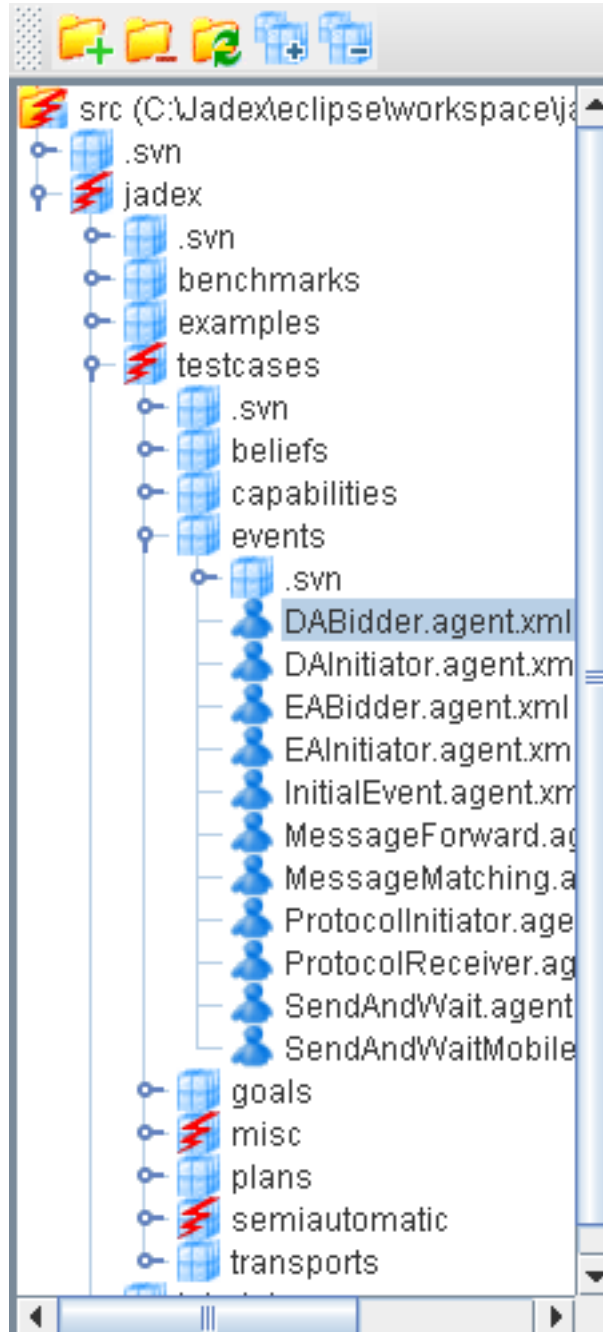 src (C:\Jadex\eclipse\workspace\ja
.svn
jadex
.svn
benchmarks
examples
testcases
.svn
beliefs
capabilities
events
.svn
DABidder.agent.xml
DAInitiator.agent.xm
EABidder.agent.xml
EAInitiator.agent.xm
InitialEvent.agent.xm
MessageForward.ag
MessageMatching.a
ProtocolInitiator.age
ProtocolReceiver.ag
SendAndWait.agent
SendAndWaitMobile
goals
misc
plans
semiautomatic
transports